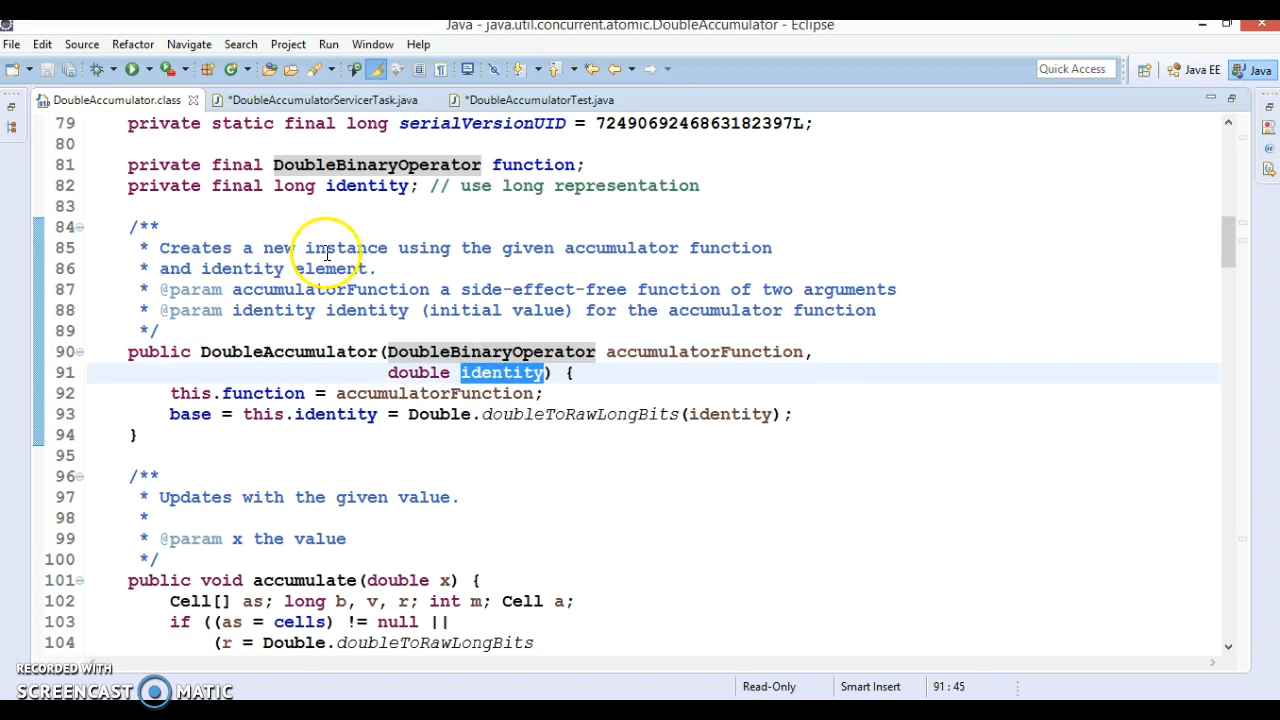 Java - java.util.concurrent.atomic.DoubleAccumulator - Eclipse
File Edit Source Refactor Navigate Search Project Run Window Help
Quick Access Java EE Java
DoubleAccumulator.class *DoubleAccumulatorServicerTask.java *DoubleAccumulatorTest.java
79 private static final long serialVersionUID = 7249069246863182397L;
80
81 private final DoubleBinaryOperator function;
82 private final long identity; // use long representation
83
84 /**
85 * Creates a new instance using the given accumulator function
86 * and identity element.
87 * @param accumulatorFunction a side-effect-free function of two arguments
88 * @param identity identity (initial value) for the accumulator function
89 */
90 public DoubleAccumulator(DoubleBinaryOperator accumulatorFunction,
91 double identity) {
92 this.function = accumulatorFunction;
93 base = this.identity = Double.doubleToRawLongBits(identity);
94 }
95
96 /**
97 * Updates with the given value.
98 *
99 * @param x the value
100 */
101 public void accumulate(double x) {
102 Cell[] as; long b, v, r; int m; Cell a;
103 if ((as = cells) != null ||
104 (r = Double.doubleToRawLongBits
RECORDED WITH
SCREENCAST MATIC
Read-Only Smart Insert 91 : 45